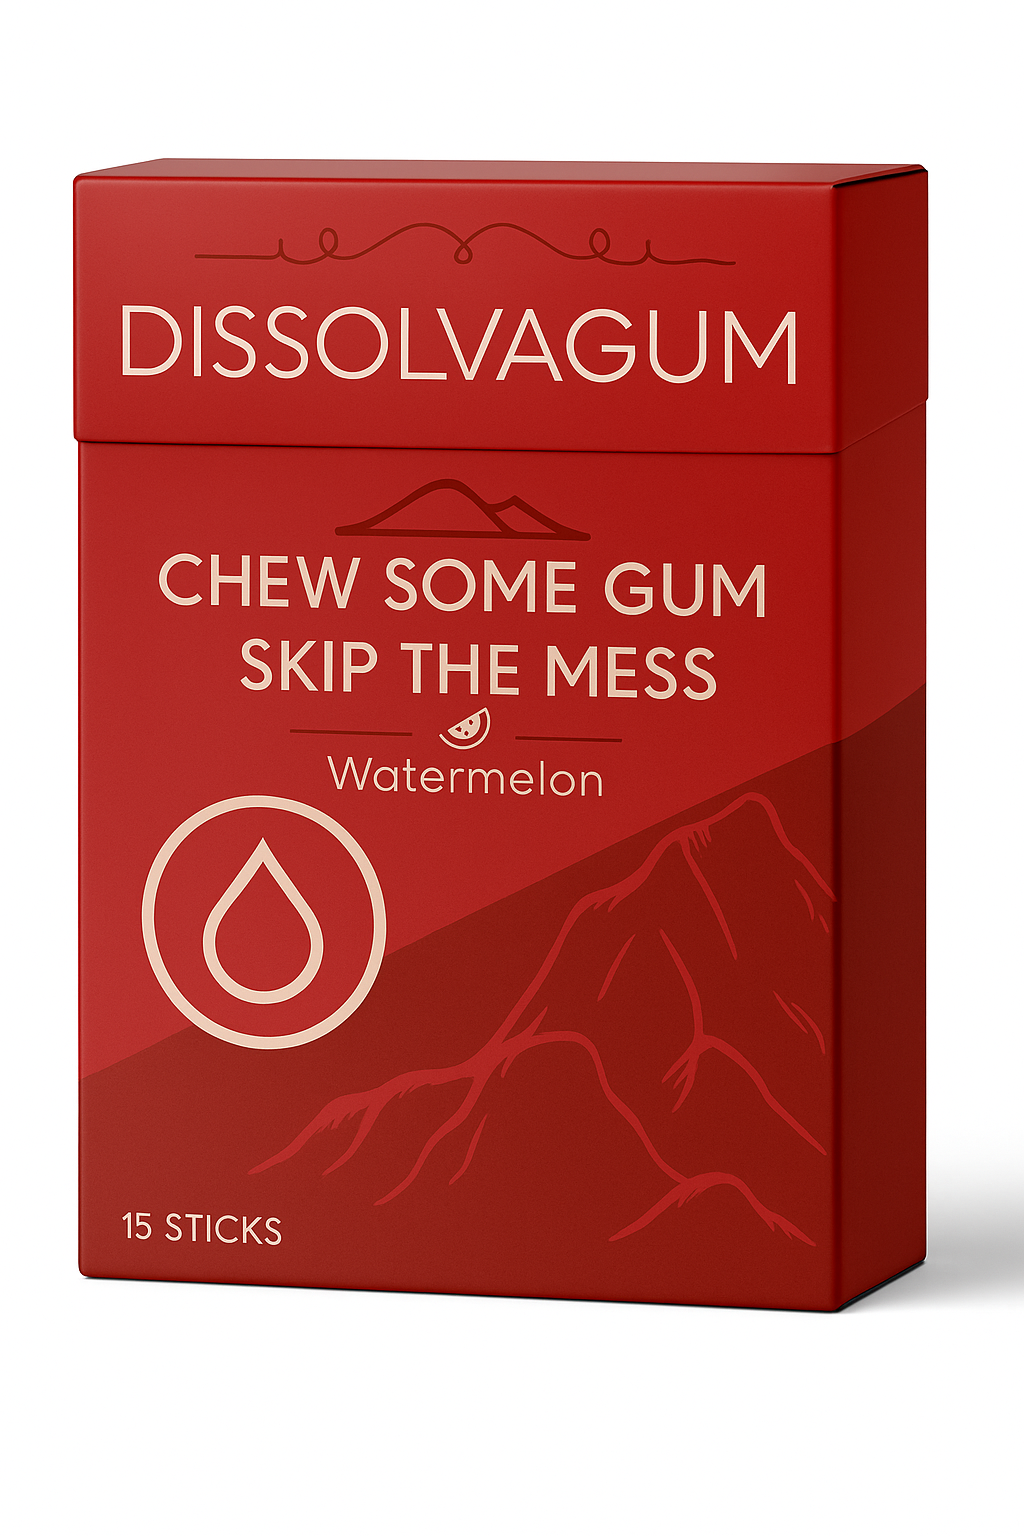 DISSOLVAGUM
CHEW SOME GUM
SKIP THE MESS
Watermelon
15 STICKS